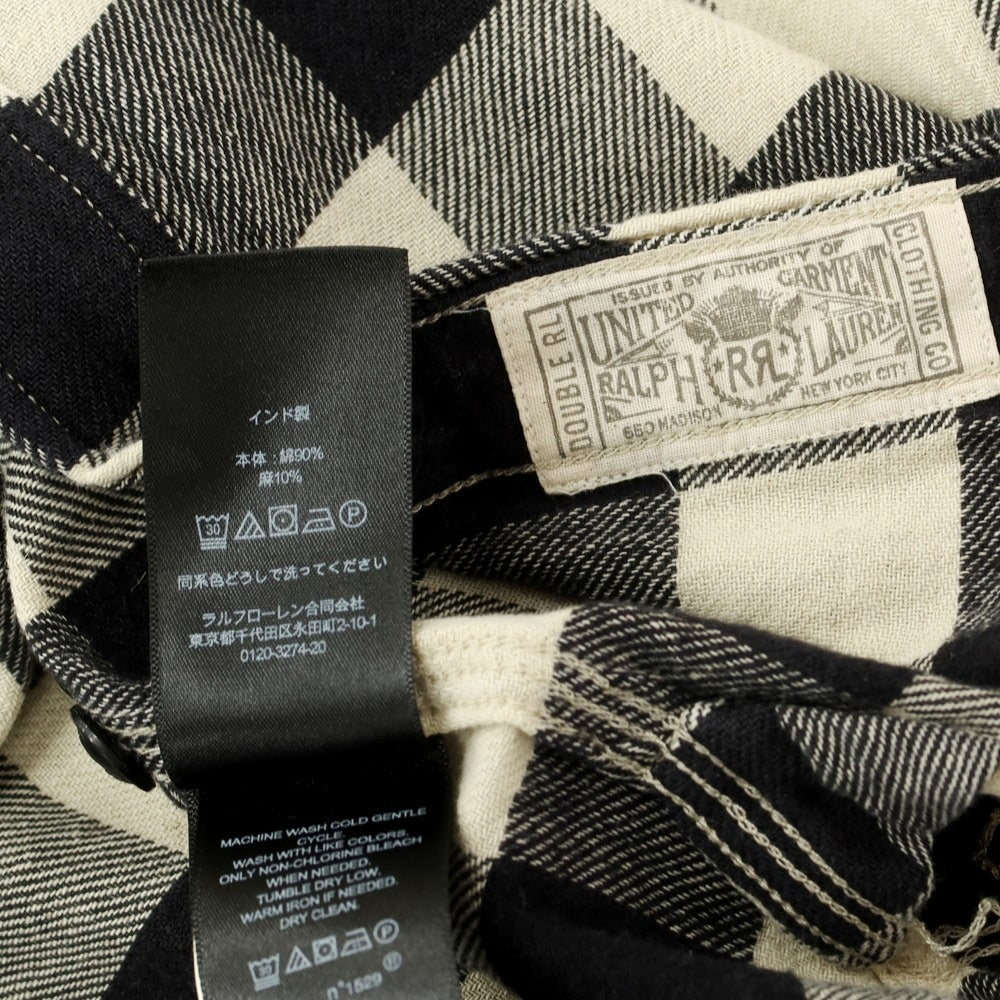 インド製
本体:綿90%
麻10%
30 P
同系色どうしで洗ってください
ラルフローレン合同会社
東京都千代田区永田町2-10-1
0120-3274-20
MACHINE WASH COLD GENTLE
CYCLE.
WASH WITH LIKE COLORS.
ONLY NON-CHLORINE BLEACH
WHEN NEEDED.
TUMBLE DRY LOW.
WARM IRON IF NEEDED.
DRY CLEAN.
30 P
DOUBLE RL
ISSUED BY AUTHORITY OF
UNITED GARMENT
RALPH RRL LAUREN
650 MADISON NEW YORK CITY
CLOTHING CO